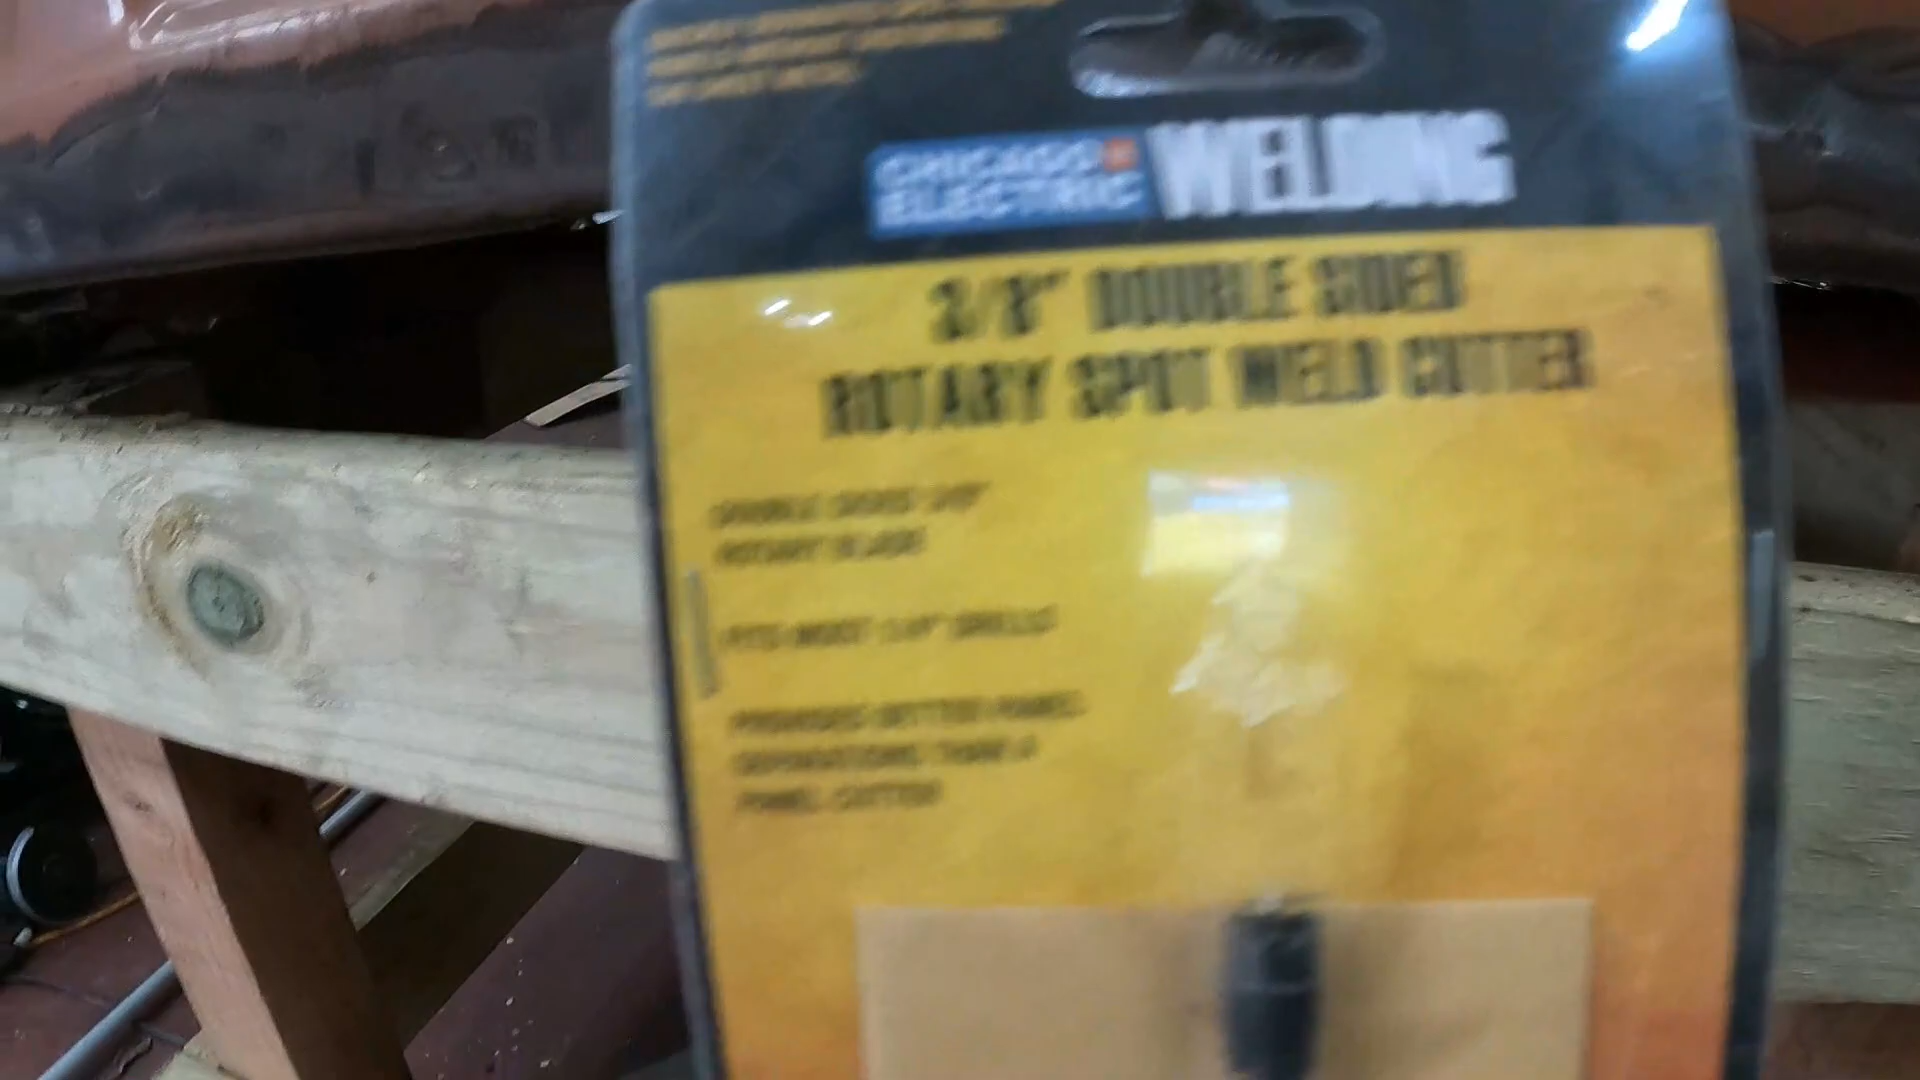 CHICAGO
ELECTRIC
WELDING
3/8" DOUBLE SIDED
ROTARY SPOT WELD CUTTER
DOUBLE SIDED 3/8"
ROTARY BLADE
FITS MOST 1/4" DRILLS
PROVIDES BETTER PANEL
SEPARATIONS THAN A
PANEL CUTTER